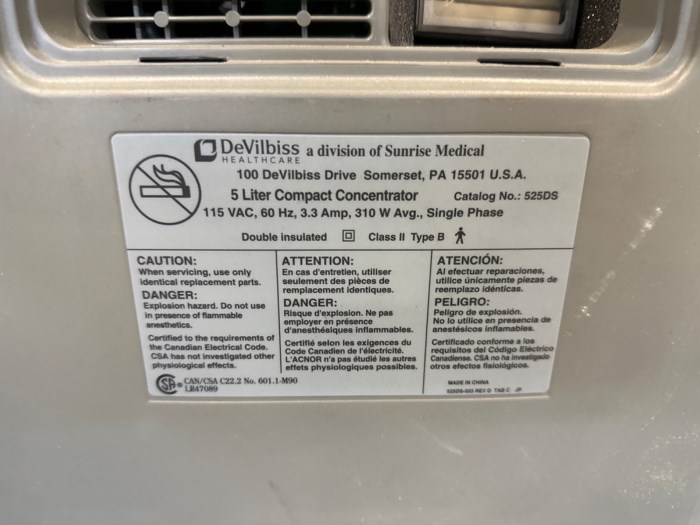 DeVilbiss a division of Sunrise Medical
HEALTHCARE
100 DeVilbiss Drive Somerset, PA 15501 U.S.A.
5 Liter Compact Concentrator Catalog No.: 525DS
115 VAC, 60 Hz, 3.3 Amp, 310 W Avg., Single Phase
Double insulated Class II Type B
CAUTION:
When servicing, use only
identical replacement parts.
DANGER:
Explosion hazard. Do not use
in presence of flammable
anesthetics.
Certified to the requirements of
the Canadian Electrical Code.
CSA has not investigated other
physiological effects.
ATTENTION:
En cas d'entretien, utiliser
seulement des pièces de
remplacement identiques.
DANGER:
Risque d'explosion. Ne pas
employer en présence
d'anesthésiques inflammables.
Certifié selon les exigences du
Code Canadien de l'électricité.
L'ACNOR n'a pas étudié les autres
effets physiologiques possibles.
ATENCIÓN:
Al efectuar reparaciones,
utilice únicamente piezas de
reemplazo idénticas.
PELIGRO:
Peligro de explosión.
No lo utilice en presencia de
anestésicos inflamables.
Certificado conforme a los
requisitos del Código Eléctrico
Canadiense. CSA no ha investigado
otros efectos fisiológicos.
CAN/CSA C22.2 No. 601.1-M90
LR47089
MADE IN CHINA
REV D TAB C JP